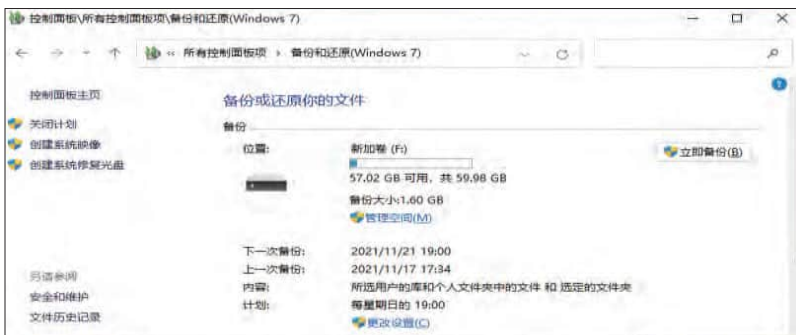 控制面板\所有控制面板项\备份和还原(Windows 7)
« 所有控制面板项 › 备份和还原(Windows 7)
控制面板主页
关闭计划
创建系统映像
创建系统修复光盘
备份或还原你的文件
备份
位置:
新加卷 (F:)
57.02 GB 可用，共 59.98 GB
备份大小:1.60 GB
管理空间(M)
立即备份(B)
下一次备份: 2021/11/21 19:00
上一次备份: 2021/11/17 17:34
内容: 所选用户的库和个人文件夹中的文件 和 选定的文件夹
计划: 每星期日的 19:00
更改设置(C)
另请参阅
安全和维护
文件历史记录